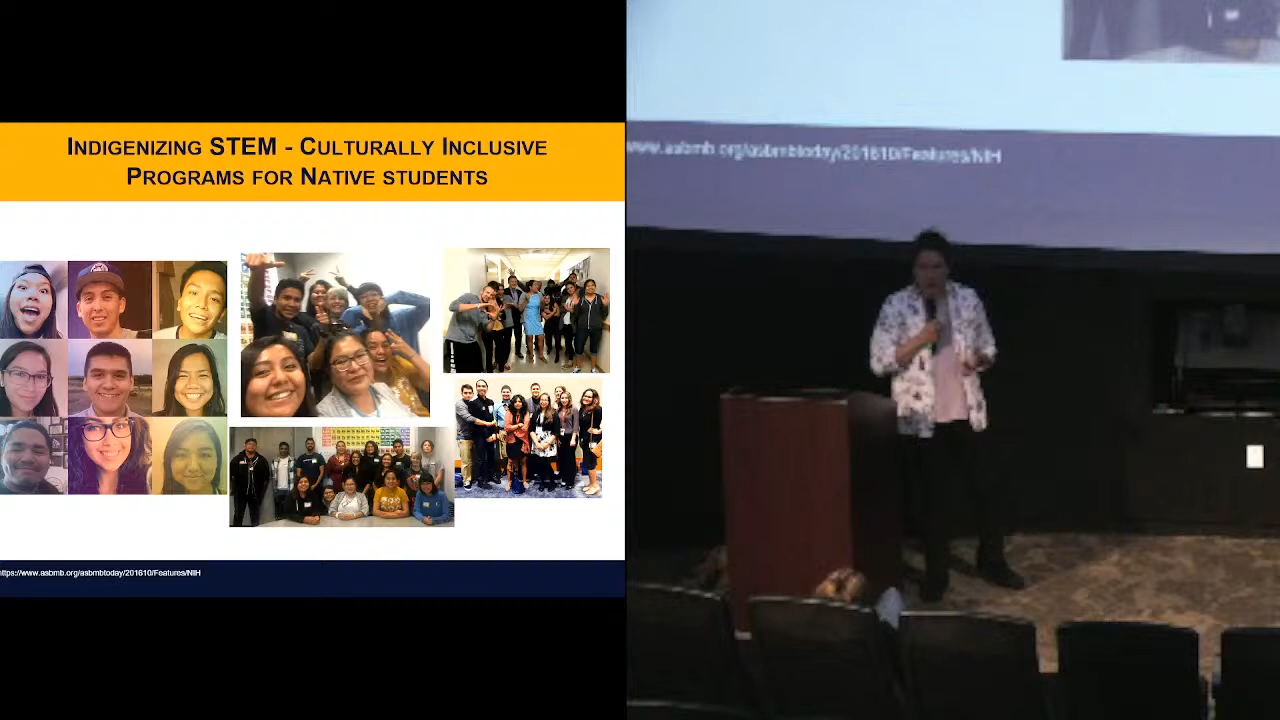 INDIGENIZING STEM - CULTURALLY INCLUSIVE
PROGRAMS FOR NATIVE STUDENTS
ttps://www.asbmb.org/asbmbtoday/201610/Features/NIH
www.asbmb.org/asbmbtoday/201610/Features/NIH